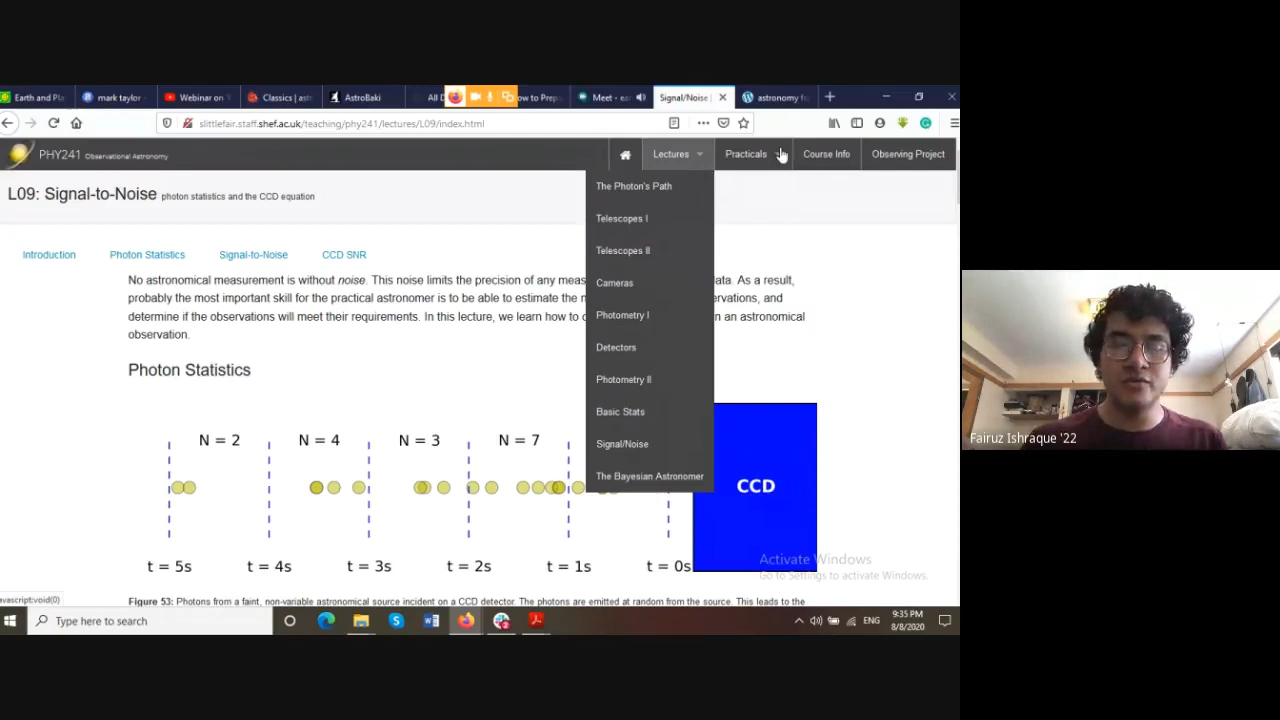 Earth and Pla
mark taylor
Webinar on
Classics | ast
AstroBaki
All D
ow to Prep
Meet - ea
Signal/Noise |
astronomy fo
slittlefair.staff.shef.ac.uk/teaching/phy241/lectures/L09/index.html
PHY241 Observational Astronomy
Lectures
Practicals
Course Info
Observing Project
L09: Signal-to-Noise photon statistics and the CCD equation
The Photon's Path
Telescopes I
Telescopes II
Cameras
Photometry I
Detectors
Photometry II
Basic Stats
Signal/Noise
The Bayesian Astronomer
Introduction
Photon Statistics
Signal-to-Noise
CCD SNR
No astronomical measurement is without noise. This noise limits the precision of any meas data. As a result,
probably the most important skill for the practical astronomer is to be able to estimate the n ervations, and
determine if the observations will meet their requirements. In this lecture, we learn how to c n an astronomical
observation.
Photon Statistics
N = 2
N = 4
N = 3
N = 7
CCD
t = 5s
t = 4s
t = 3s
t = 2s
t = 1s
t = 0s
Activate Windows
Go to Settings to activate Windows.
Figure 53: Photons from a faint, non-variable astronomical source incident on a CCD detector. The photons are emitted at random from the source. This leads to the
avascript:void(0)
Type here to search
ENG
9:35 PM
8/8/2020
Fairuz Ishraque '22